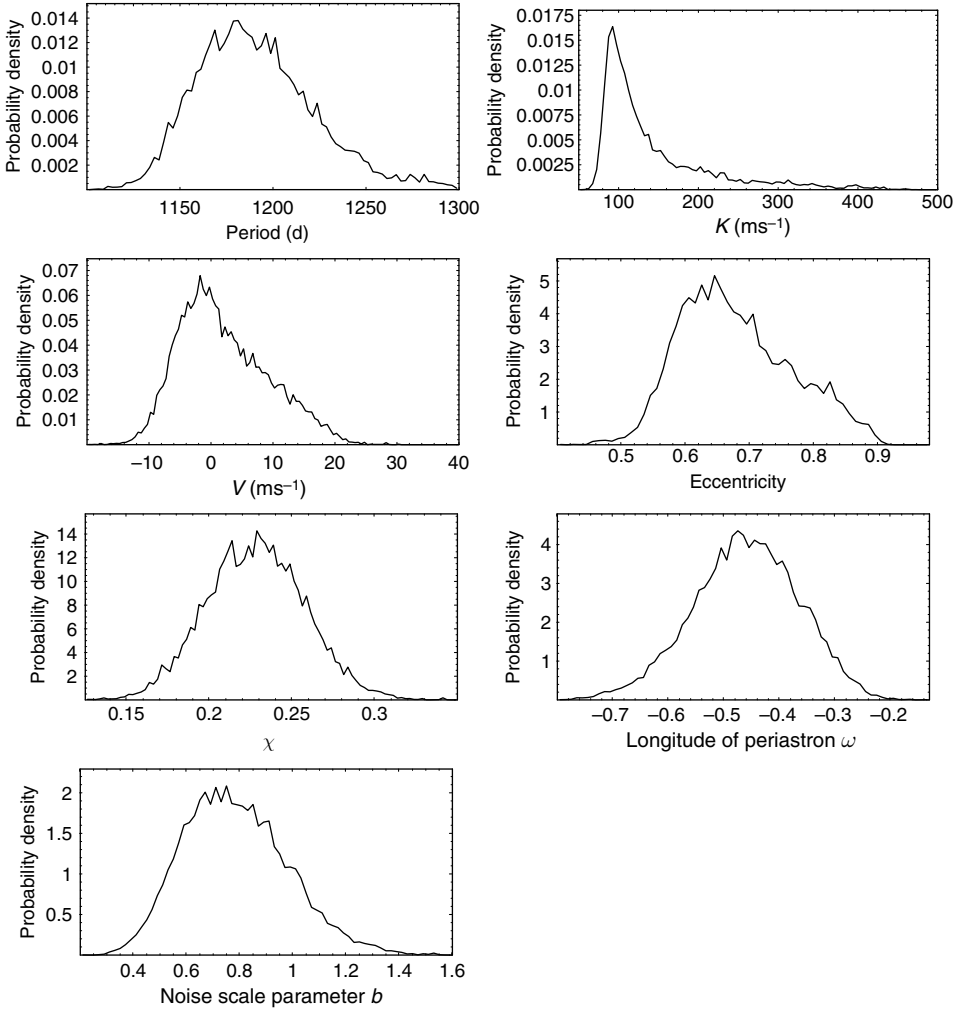 Probability density
0.014
0.012
0.01
0.008
0.006
0.004
0.002
1150 1200 1250 1300
Period (d)
Probability density
0.0175
0.015
0.0125
0.01
0.0075
0.005
0.0025
100 200 300 400 500
K (ms⁻¹)
Probability density
0.07
0.06
0.05
0.04
0.03
0.02
0.01
−10 0 10 20 30 40
V (ms⁻¹)
Probability density
5
4
3
2
1
0.5 0.6 0.7 0.8 0.9
Eccentricity
Probability density
14
12
10
8
6
4
2
0.15 0.2 0.25 0.3
χ
Probability density
4
3
2
1
−0.7 −0.6 −0.5 −0.4 −0.3 −0.2
Longitude of periastron ω
Probability density
2
1.5
1
0.5
0.4 0.6 0.8 1 1.2 1.4 1.6
Noise scale parameter b